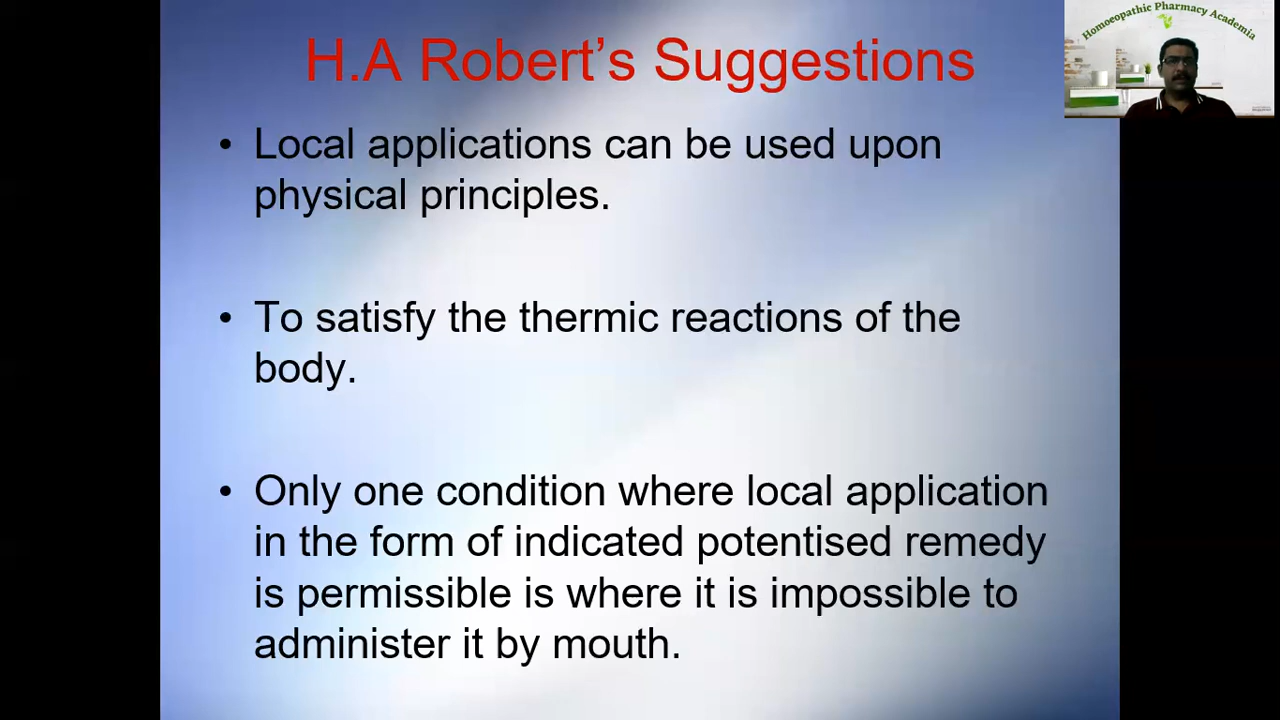 H.A Robert's Suggestions
Homoeopathic Pharmacy Academia
• Local applications can be used upon
physical principles.
• To satisfy the thermic reactions of the
body.
• Only one condition where local application
in the form of indicated potentised remedy
is permissible is where it is impossible to
administer it by mouth.